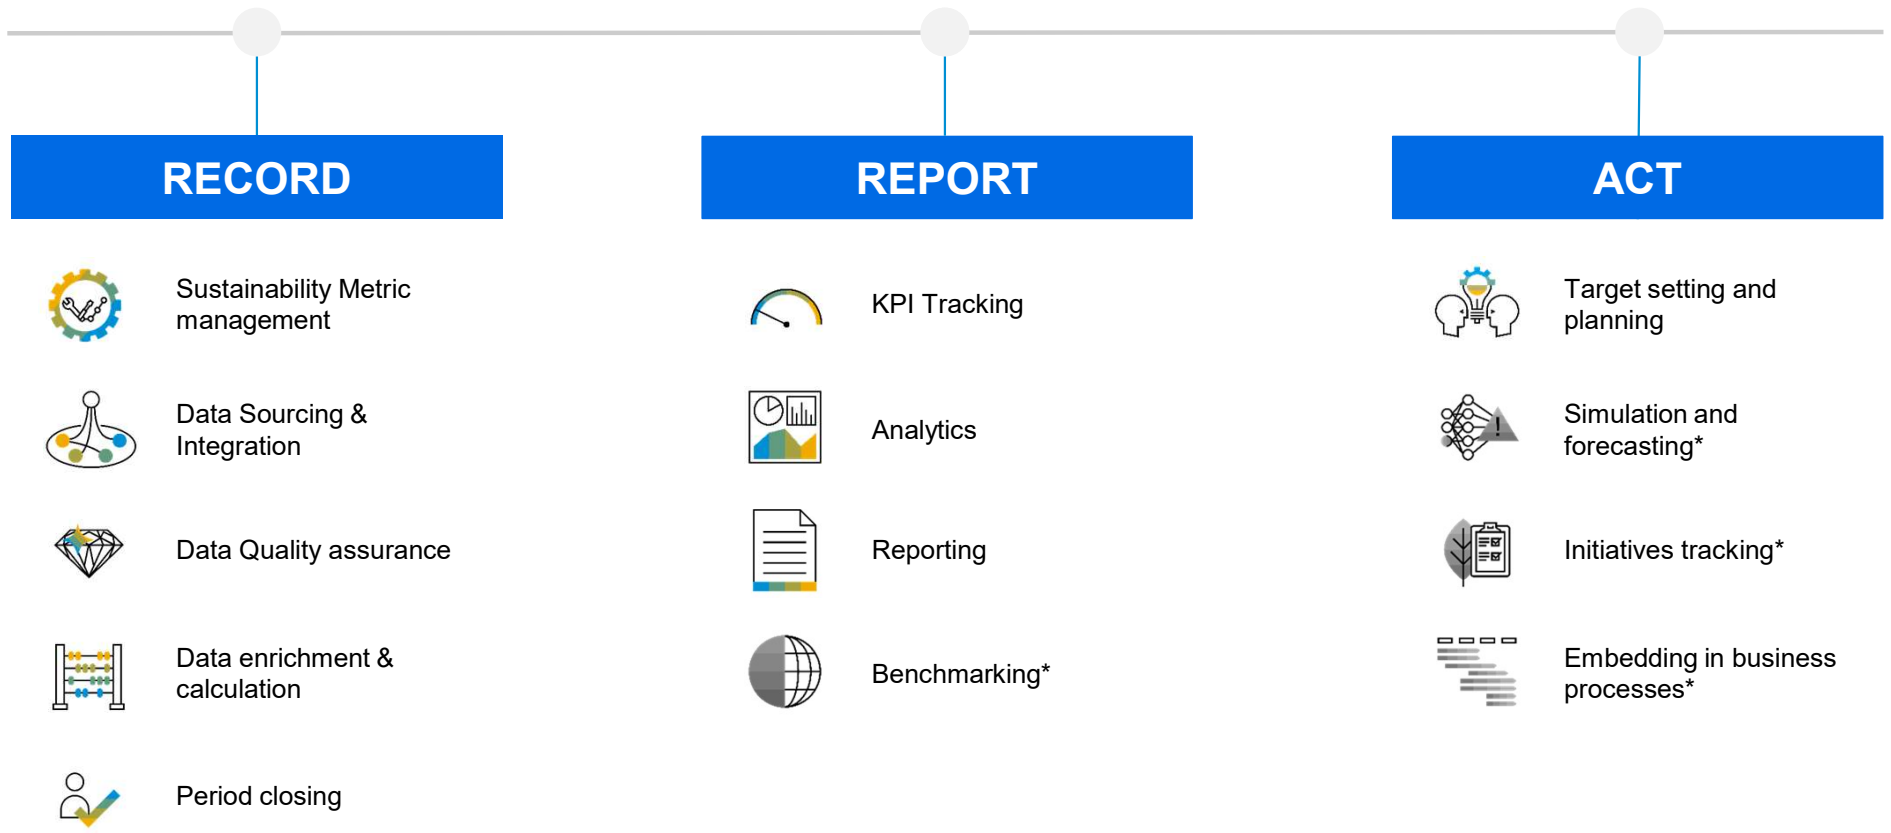 RECORD
Sustainability Metric
management
Data Sourcing &
Integration
Data Quality assurance
Data enrichment &
calculation
Period closing
REPORT
KPI Tracking
Analytics
Reporting
Benchmarking*
ACT
Target setting and
planning
Simulation and
forecasting*
Initiatives tracking*
Embedding in business
processes*